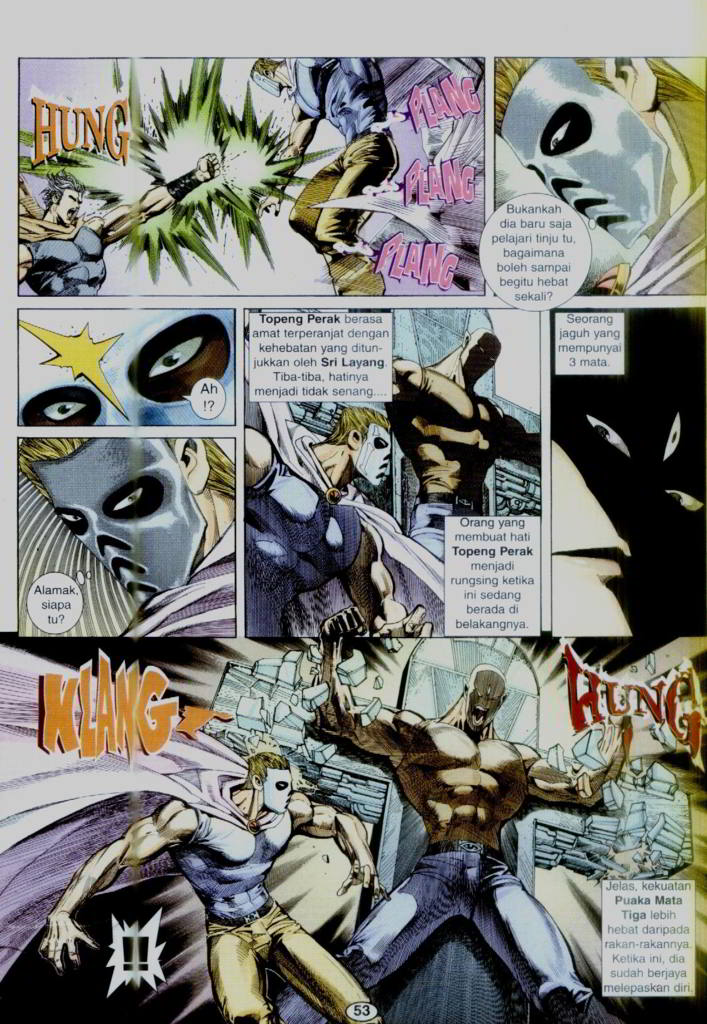 HUNG
PLANG
PLANG
PLANG
Bukankah
dia baru saja
pelajari tinju tu,
bagaimana
boleh sampai
begitu hebat
sekali?
Ah
!?
Alamak,
siapa
tu?
Topeng Perak berasa
amat terperanjat dengan
kehebatan yang ditun-
jukkan oleh Sri Layang.
Tiba-tiba, hatinya
menjadi tidak senang....
Orang yang
membuat hati
Topeng Perak
menjadi
rungsing ketika
ini sedang
berada di
belakangnya.
Seorang
jaguh yang
mempunyai
3 mata.
KLANG
HUNG
!!
Jelas, kekuatan
Puaka Mata
Tiga lebih
hebat daripada
rakan-rakannya.
Ketika ini, dia
sudah berjaya
melepaskan diri.
53